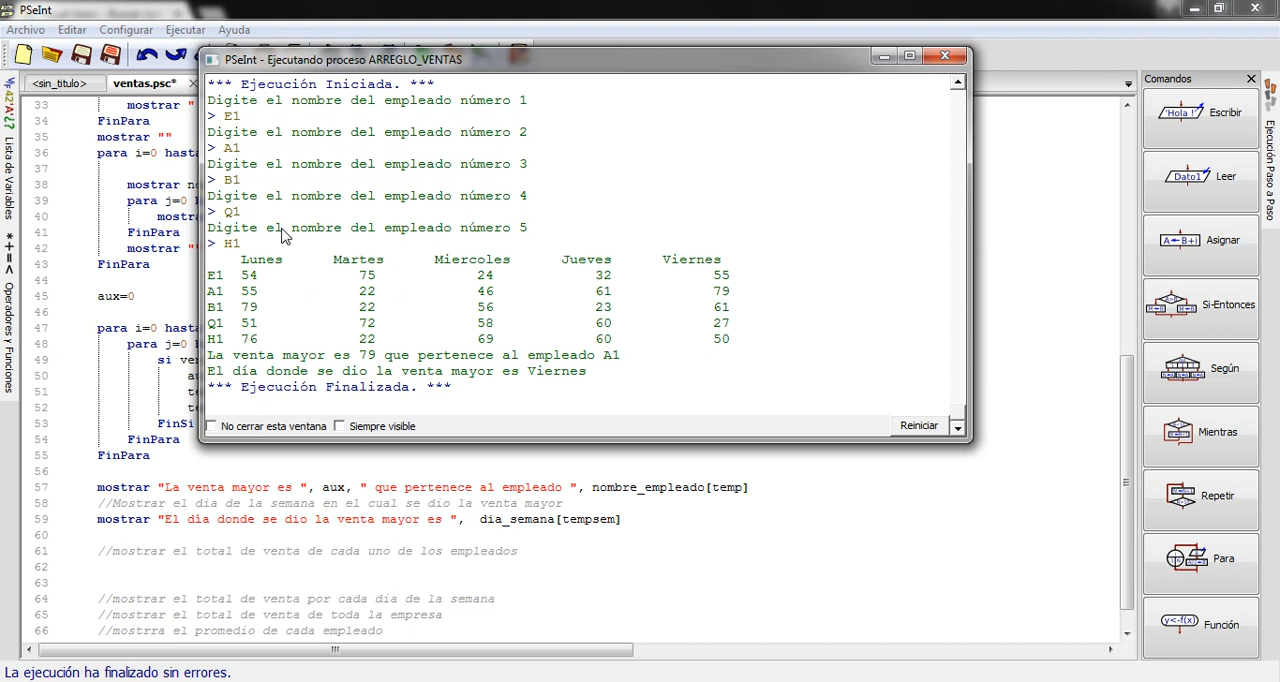 PSeInt
Archivo Editar Configurar Ejecutar Ayuda
<sin_titulo> ventas.psc*
PSeInt - Ejecutando proceso ARREGLO_VENTAS
*** Ejecución Iniciada. ***
Digite el nombre del empleado número 1
> E1
Digite el nombre del empleado número 2
> A1
Digite el nombre del empleado número 3
> B1
Digite el nombre del empleado número 4
> Q1
Digite el nombre del empleado número 5
> H1
Lunes Martes Miercoles Jueves Viernes
E1 54 75 24 32 55
A1 55 22 46 61 79
B1 79 22 56 23 61
Q1 51 72 58 60 27
H1 76 22 69 60 50
La venta mayor es 79 que pertenece al empleado A1
El día donde se dio la venta mayor es Viernes
*** Ejecución Finalizada. ***
No cerrar esta ventana Siempre visible Reiniciar
33 mostrar "
34 FinPara
35 mostrar ""
36 para i=0 hasta
37
38 mostrar no
39 para j=0 h
40 mostra
41 FinPara
42 mostrar ""
43 FinPara
44
45 aux=0
46
47 para i=0 hasta
48 para j=0 h
49 si ven
50 au
51 te
52 te
53 FinSi
54 FinPara
55 FinPara
56
57 mostrar "La venta mayor es ", aux, " que pertenece al empleado ", nombre_empleado[temp]
58 //Mostrar el dia de la semana en el cual se dio la venta mayor
59 mostrar "El día donde se dio la venta mayor es ", dia_semana[tempsem]
60
61 //mostrar el total de venta de cada uno de los empleados
62
63
64 //mostrar el total de venta por cada dia de la semana
65 //mostrar el total de venta de toda la empresa
66 //mostrra el promedio de cada empleado
Lista de Variables
*+=< Operadores y Funciones
Comandos
'Hola !' Escribir
Dato1 Leer
A←B+i Asignar
Si-Entonces
Según
Mientras
Repetir
Para
y<-f(x) Función
Ejecución Paso a Paso
La ejecución ha finalizado sin errores.